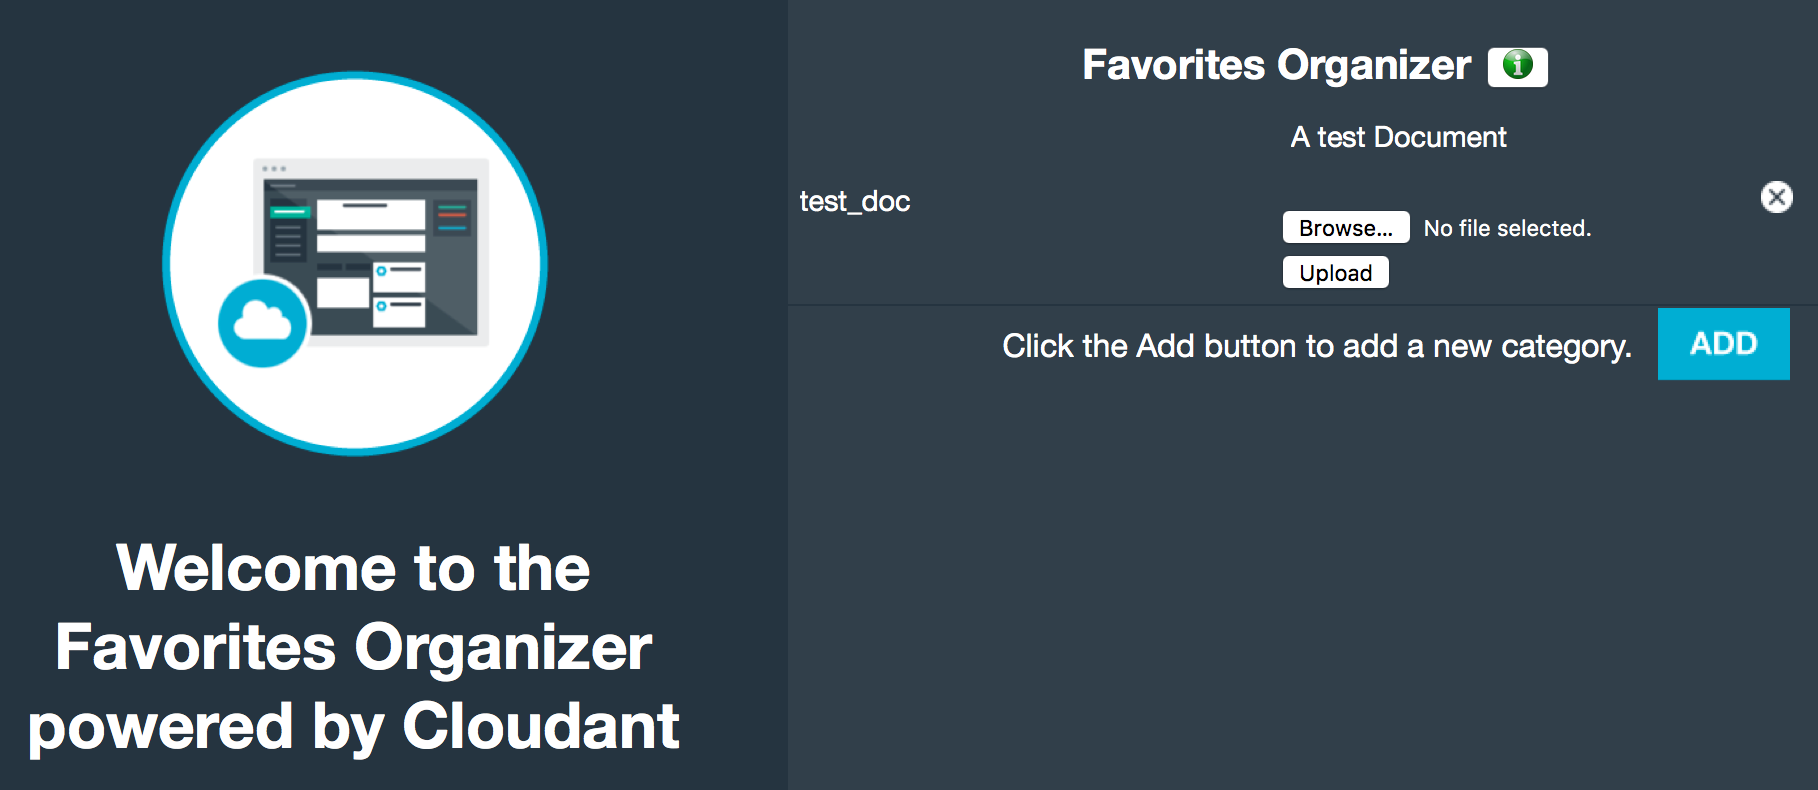 Welcome to the
Favorites Organizer
powered by Cloudant
Favorites Organizer
A test Document
test_doc
Browse... No file selected.
Upload
Click the Add button to add a new category. ADD